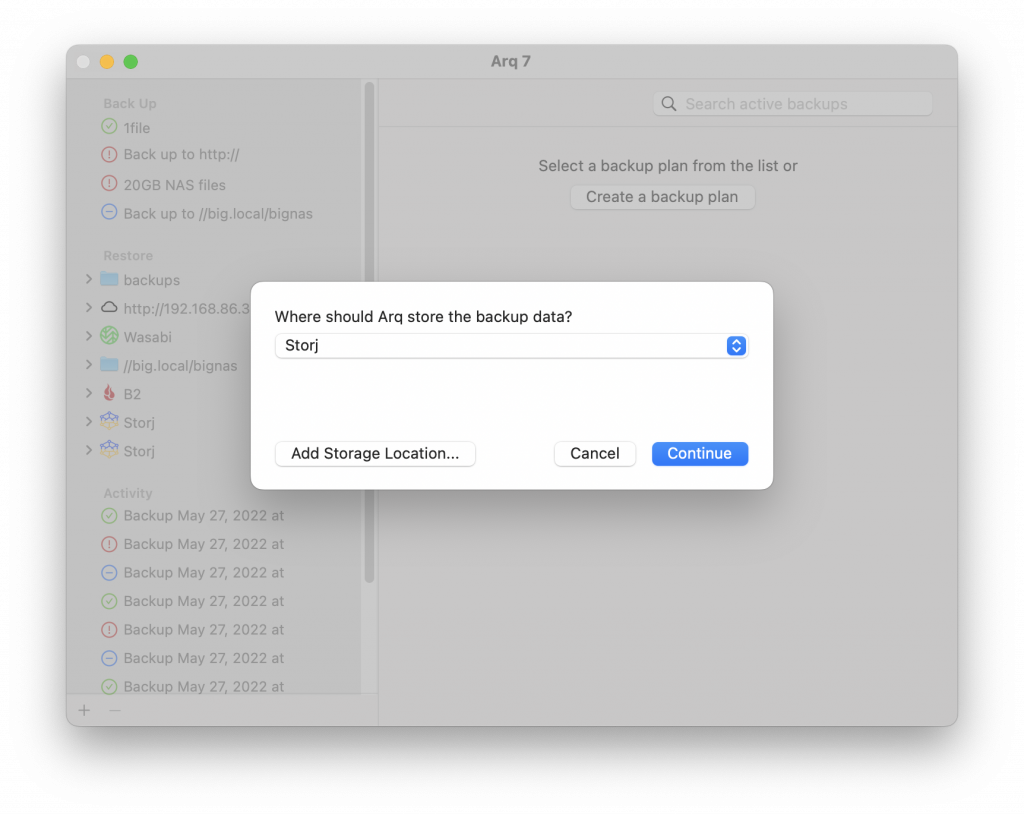 Arq 7
Back Up
1file
Back up to http://
20GB NAS files
Back up to //big.local/bignas
Restore
backups
http://192.168.86.3
Wasabi
//big.local/bignas
B2
Storj
Storj
Activity
Backup May 27, 2022 at
Backup May 27, 2022 at
Backup May 27, 2022 at
Backup May 27, 2022 at
Backup May 27, 2022 at
Backup May 27, 2022 at
Backup May 27, 2022 at
Search active backups
Select a backup plan from the list or
Create a backup plan
Where should Arq store the backup data?
Storj
Add Storage Location...
Cancel
Continue